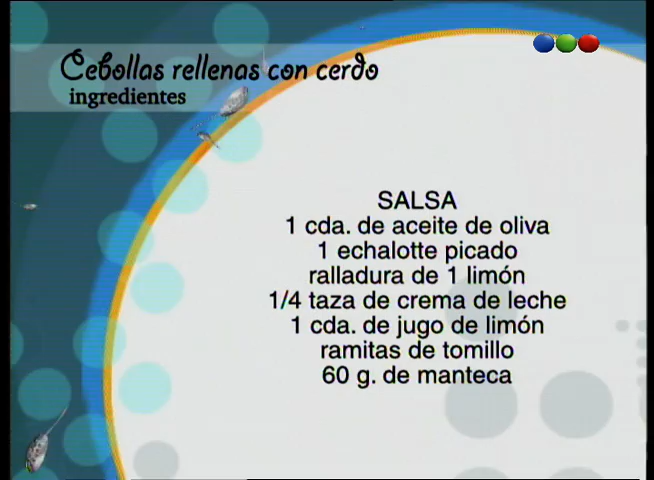 Cebollas rellenas con cerdo
ingredientes
SALSA
1 cda. de aceite de oliva
1 echalotte picado
ralladura de 1 limón
1/4 taza de crema de leche
1 cda. de jugo de limón
ramitas de tomillo
60 g. de manteca